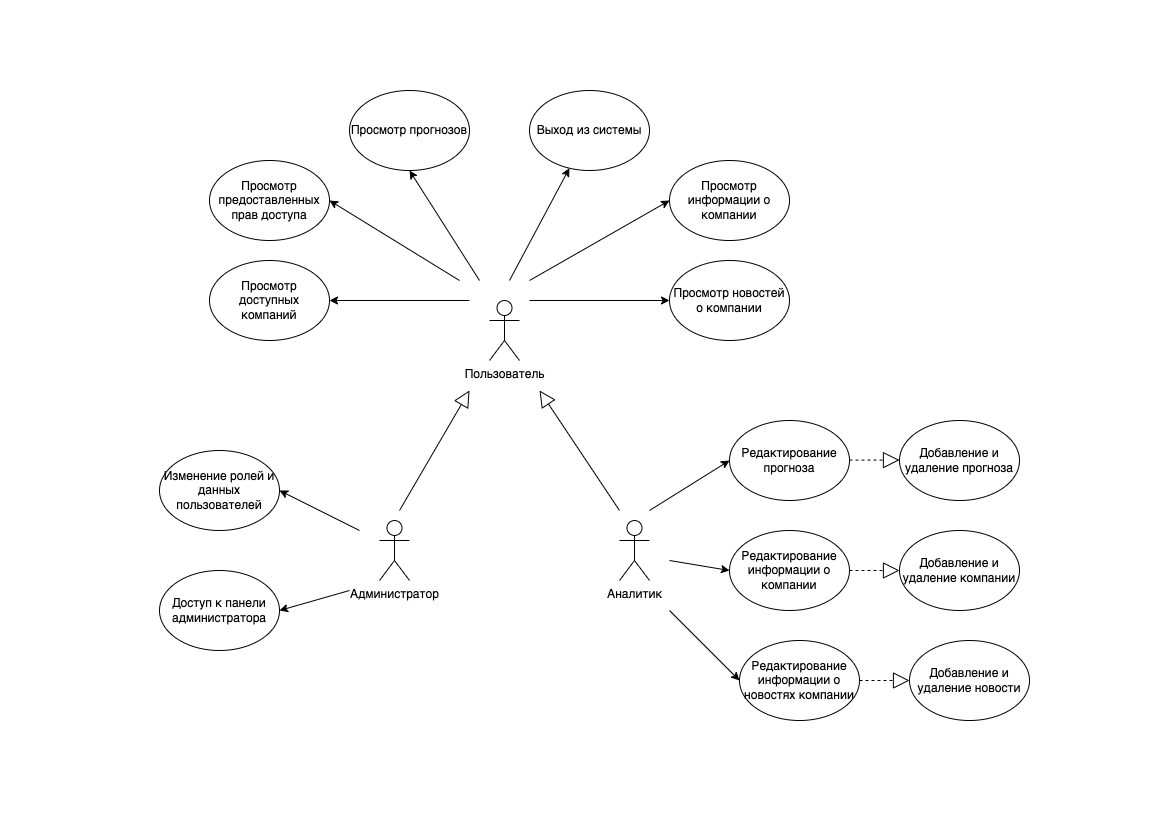 Просмотр прогнозов
Выход из системы
Просмотр
предоставленных
прав доступа
Просмотр
информации о
компании
Просмотр
доступных
компаний
Просмотр новостей
о компании
Пользователь
Изменение ролей и
данных
пользователей
Редактирование
прогноза
Добавление и
удаление прогноза
Редактирование
информации о
компании
Добавление и
удаление компании
Администратор
Аналитик
Доступ к панели
администратора
Редактирование
информации о
новостях компании
Добавление и
удаление новости